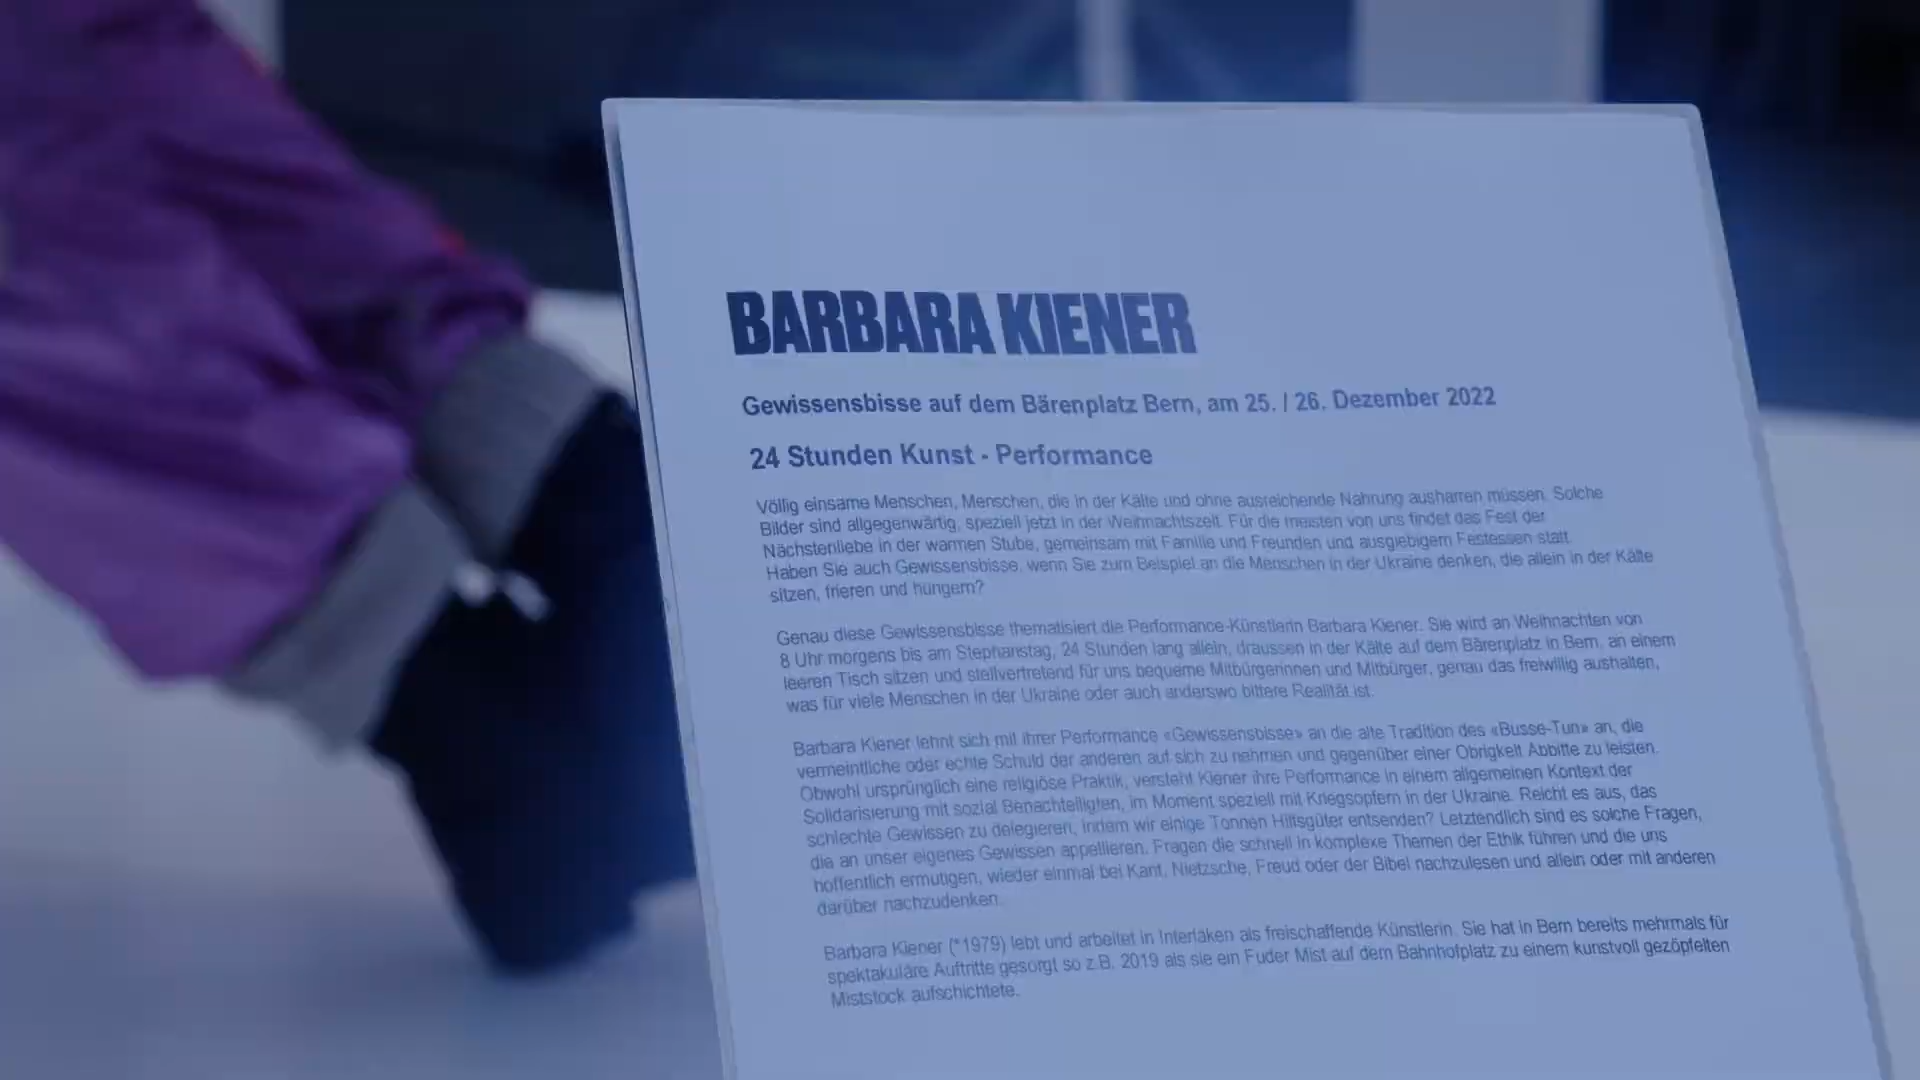 BARBARA KIENER
Gewissensbisse auf dem Bärenplatz Bern, am 25. / 26. Dezember 2022
24 Stunden Kunst - Performance
Völlig einsame Menschen, Menschen, die in der Kälte und ohne ausreichende Nahrung ausharren müssen. Solche
Bilder sind allgegenwärtig, speziell jetzt in der Weihnachtszeit. Für die meisten von uns findet das Fest der
Nächstenliebe in der warmen Stube, gemeinsam mit Familie und Freunden und ausgiebigem Festessen statt.
Haben Sie auch Gewissensbisse, wenn Sie zum Beispiel an die Menschen in der Ukraine denken, die allein in der Kälte
sitzen, frieren und hungern?
Genau diese Gewissensbisse thematisiert die Performance-Künstlerin Barbara Kiener. Sie wird an Weihnachten von
8 Uhr morgens bis am Stephanstag, 24 Stunden lang allein, draussen in der Kälte auf dem Bärenplatz in Bern, an einem
leeren Tisch sitzen und stellvertretend für uns bequeme Mitbürgerinnen und Mitbürger, genau das freiwillig aushalten,
was für viele Menschen in der Ukraine oder auch anderswo bittere Realität ist.
Barbara Kiener lehnt sich mit ihrer Performance «Gewissensbisse» an die alte Tradition des «Busse-Tun» an, die
vermeintliche oder echte Schuld der anderen auf sich zu nehmen und gegenüber einer Obrigkeit Abbitte zu leisten.
Obwohl ursprünglich eine religiöse Praktik, versteht Kiener ihre Performance in einem allgemeinen Kontext der
Solidarisierung mit sozial Benachteiligten, im Moment speziell mit Kriegsopfern in der Ukraine. Reicht es aus, das
schlechte Gewissen zu delegieren, indem wir einige Tonnen Hilfsgüter entsenden? Letztendlich sind es solche Fragen,
die an unser eigenes Gewissen appellieren. Fragen die schnell in komplexe Themen der Ethik führen und die uns
hoffentlich ermutigen, wieder einmal bei Kant, Nietzsche, Freud oder der Bibel nachzulesen und allein oder mit anderen
darüber nachzudenken.
Barbara Kiener (*1979) lebt und arbeitet in Interlaken als freischaffende Künstlerin. Sie hat in Bern bereits mehrmals für
spektakuläre Auftritte gesorgt so z.B. 2019 als sie ein Fuder Mist auf dem Bahnhofplatz zu einem kunstvoll gezöpfelten
Miststock aufschichtete.